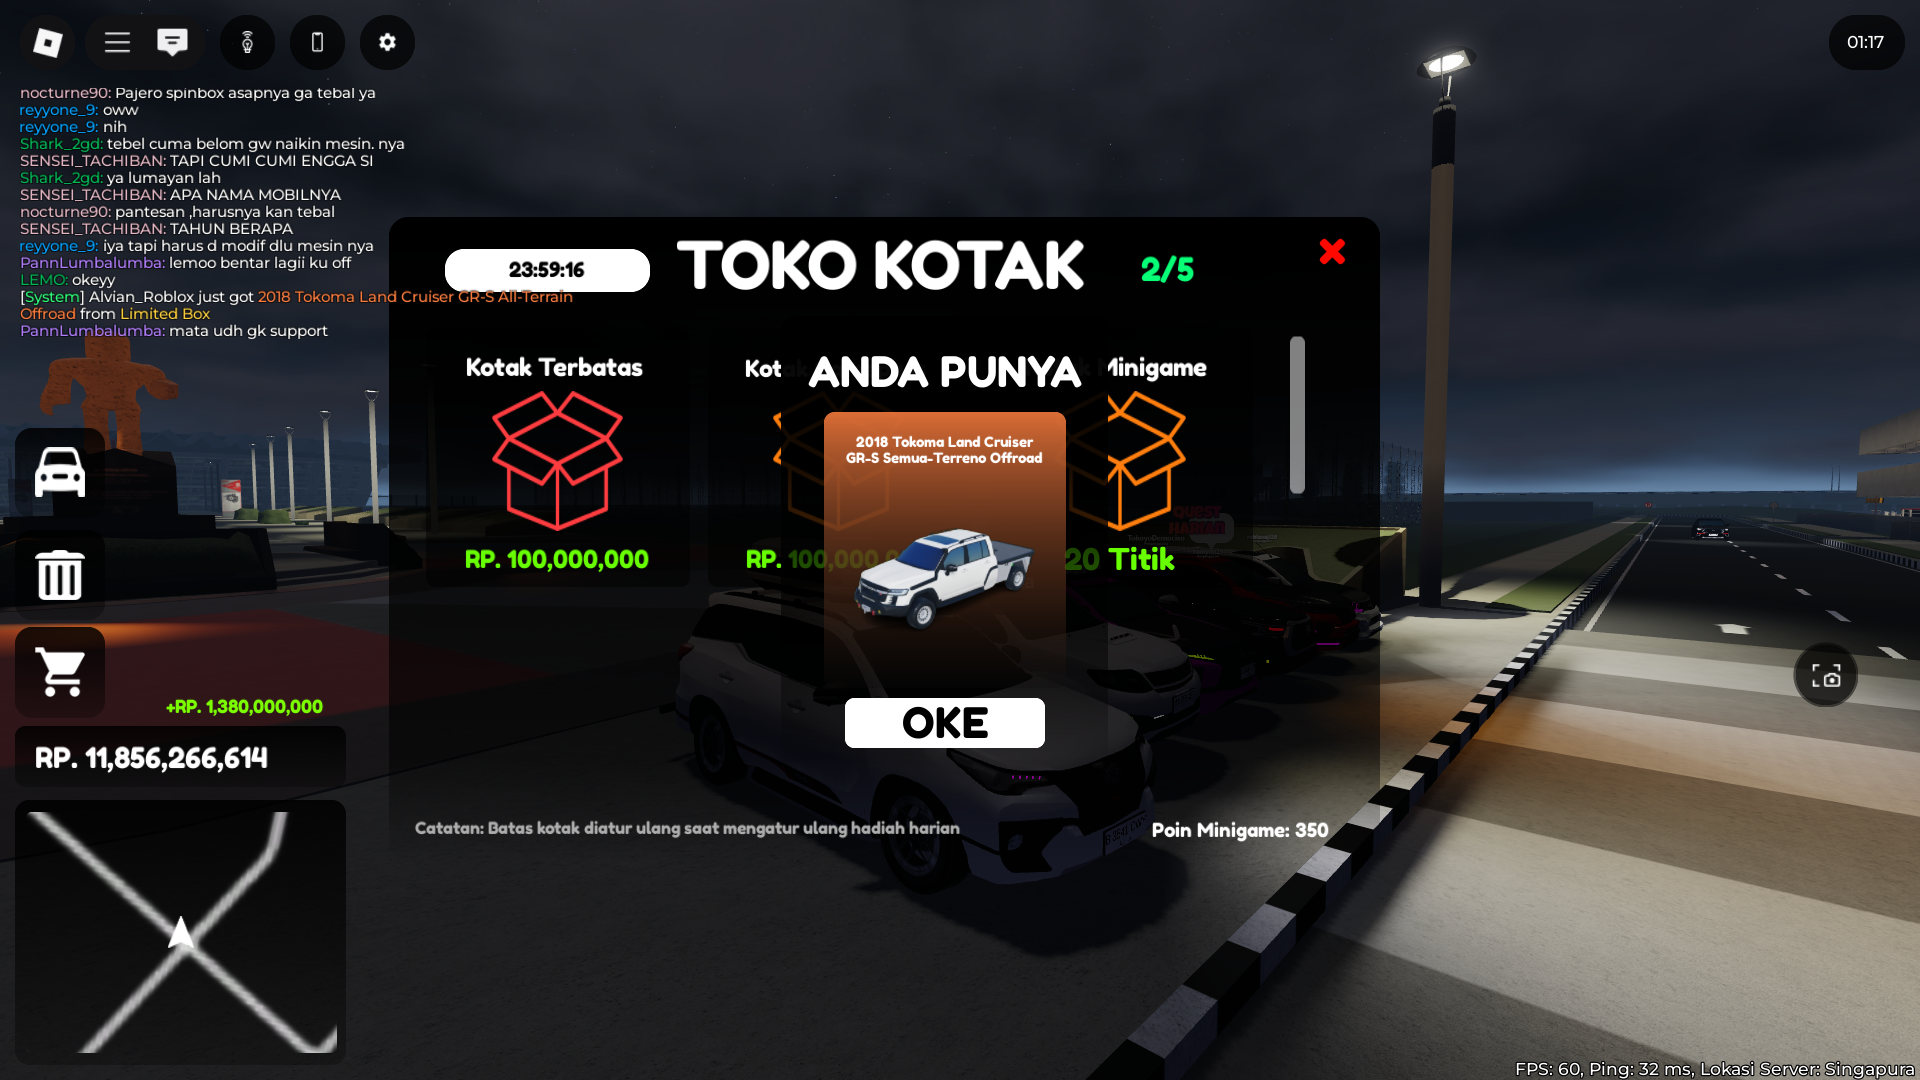 01:17
nocturne90: Pajero spinbox asapnya ga tebal ya
reyyone_9: oww
reyyone_9: nih
Shark_2gd: tebel cuma belom gw naikin mesin. nya
SENSEI_TACHIBAN: TAPI CUMI CUMI ENGGA SI
Shark_2gd: ya lumayan lah
SENSEI_TACHIBAN: APA NAMA MOBILNYA
nocturne90: pantesan ,harusnya kan tebal
SENSEI_TACHIBAN: TAHUN BERAPA
reyyone_9: iya tapi harus d modif dlu mesin nya
PannLumbalumba: lemoo bentar lagii ku off
LEMO: okeyy
[System] Alvian_Roblox just got 2018 Tokoma Land Cruiser GR-S All-Terrain
Offroad from Limited Box
PannLumbalumba: mata udh gk support
23:59:16
TOKO KOTAK
2/5
Kotak Terbatas
Kotak
Minigame
ANDA PUNYA
2018 Tokoma Land Cruiser
GR-S Semua-Terreno Offroad
RP. 100,000,000
RP. 100,000,0
20 Titik
QUEST
HARIAN
OKE
+RP. 1,380,000,000
RP. 11,856,266,614
Catatan: Batas kotak diatur ulang saat mengatur ulang hadiah harian
Poin Minigame: 350
FPS: 60, Ping: 32 ms, Lokasi Server: Singapura